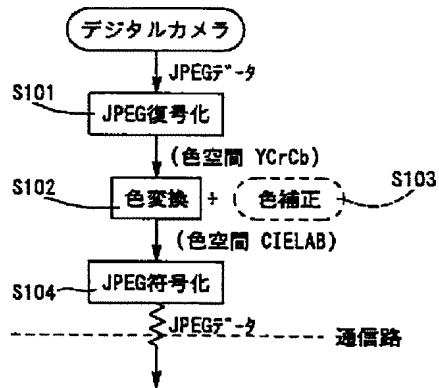 デジタルカメラ
JPEGデータ
S101
JPEG復号化
(色空間 YCrCb)
S102
色変換 + 色補正
S103
(色空間 CIELAB)
JPEG符号化
S104
JPEGデータ
通信路